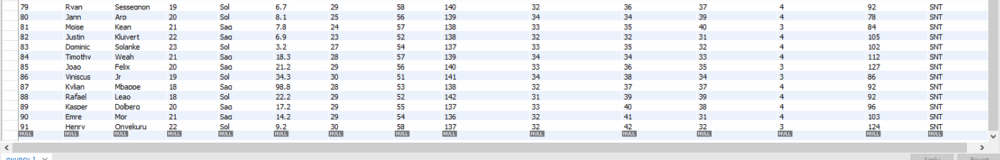 79 Ryan Sessegnon 19 Sol 6.7 29 58 140 32 36 37 4 92 SNT
80 Jann Arp 20 Sol 8.1 25 56 139 34 34 39 4 78 SNT
81 Moise Kean 21 Sag 7.8 24 57 138 33 35 40 3 84 SNT
82 Justin Kluivert 22 Sag 6.9 23 52 138 32 32 31 4 105 SNT
83 Dominic Solanke 23 Sol 3.2 27 54 137 33 35 32 4 102 SNT
84 Timothy Weah 21 Sag 18.3 28 57 139 34 34 33 4 112 SNT
85 Joao Felix 20 Sag 21.2 29 56 140 33 36 35 3 127 SNT
86 Viniscus Jr 19 Sol 34.3 30 51 141 34 38 34 3 86 SNT
87 Kylian Mbappe 18 Sag 98.8 28 53 138 32 37 37 4 92 SNT
88 Rafael Leao 18 Sol 22.2 29 52 142 31 39 39 4 92 SNT
89 Kasper Dolberg 20 Sag 17.2 29 55 137 33 40 38 4 96 SNT
90 Emre Mor 21 Sag 14.2 29 54 136 32 41 31 4 103 SNT
91 Henry Onyekuru 22 Sol 9.2 30 58 137 32 42 32 3 124 SNT
NULL NULL NULL NULL NULL NULL NULL NULL NULL NULL NULL NULL NULL NULL NULL
oyuncu 1 Apply Revert